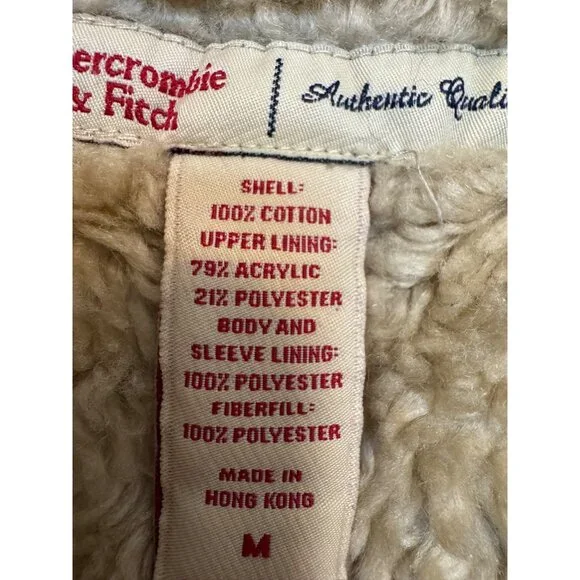 ercrombie
& Fitch
Authentic Quali
SHELL:
100% COTTON
UPPER LINING:
79% ACRYLIC
21% POLYESTER
BODY AND
SLEEVE LINING:
100% POLYESTER
FIBERFILL:
100% POLYESTER
MADE IN
HONG KONG
M